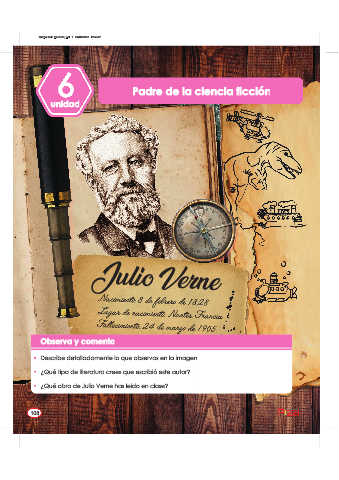 6
unidad
Padre de la ciencia ficción
Julio Verne
Nacimiento 8 de febrero de 1828
Lugar de nacimiento Nantes Francia
Fallecimiento 24 de marzo de 1905
Observa y comenta
Describe detalladamente lo que observas en la imagen
¿Qué tipo de literatura crees que escribió este autor?
¿Qué obra de Julio Verne has leído en clase?
108